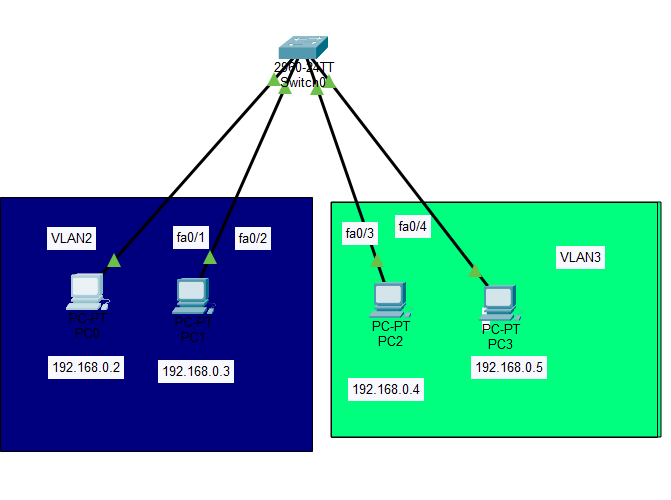 2960-24TT
Switch0
VLAN2
fa0/1
fa0/2
fa0/3
fa0/4
VLAN3
PC-PT
PC0
PC-PT
PC1
PC-PT
PC2
PC-PT
PC3
192.168.0.2
192.168.0.3
192.168.0.4
192.168.0.5